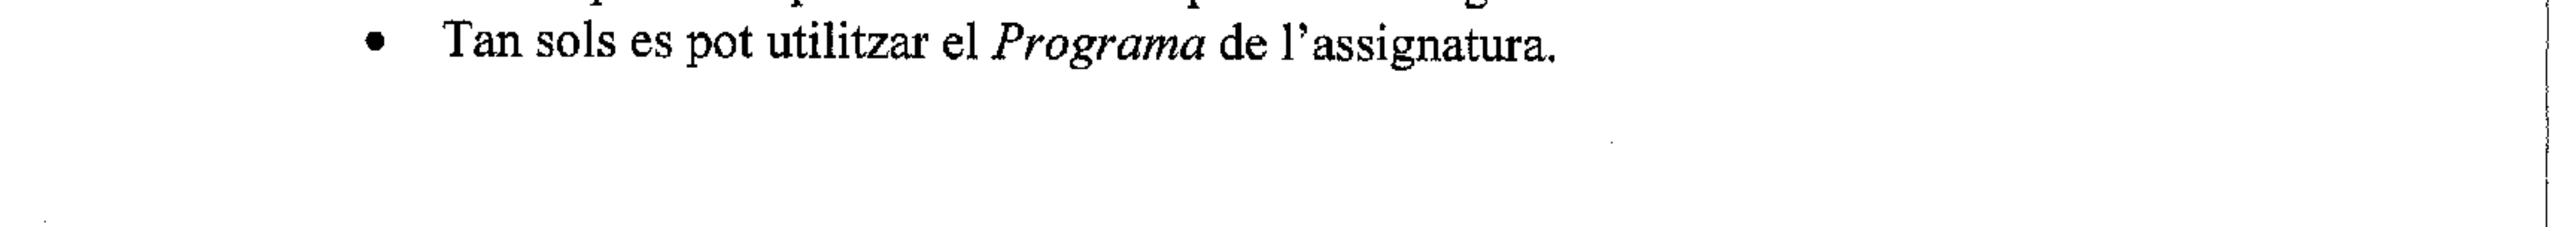 • Tan sols es pot utilitzar el Programa de l'assignatura.